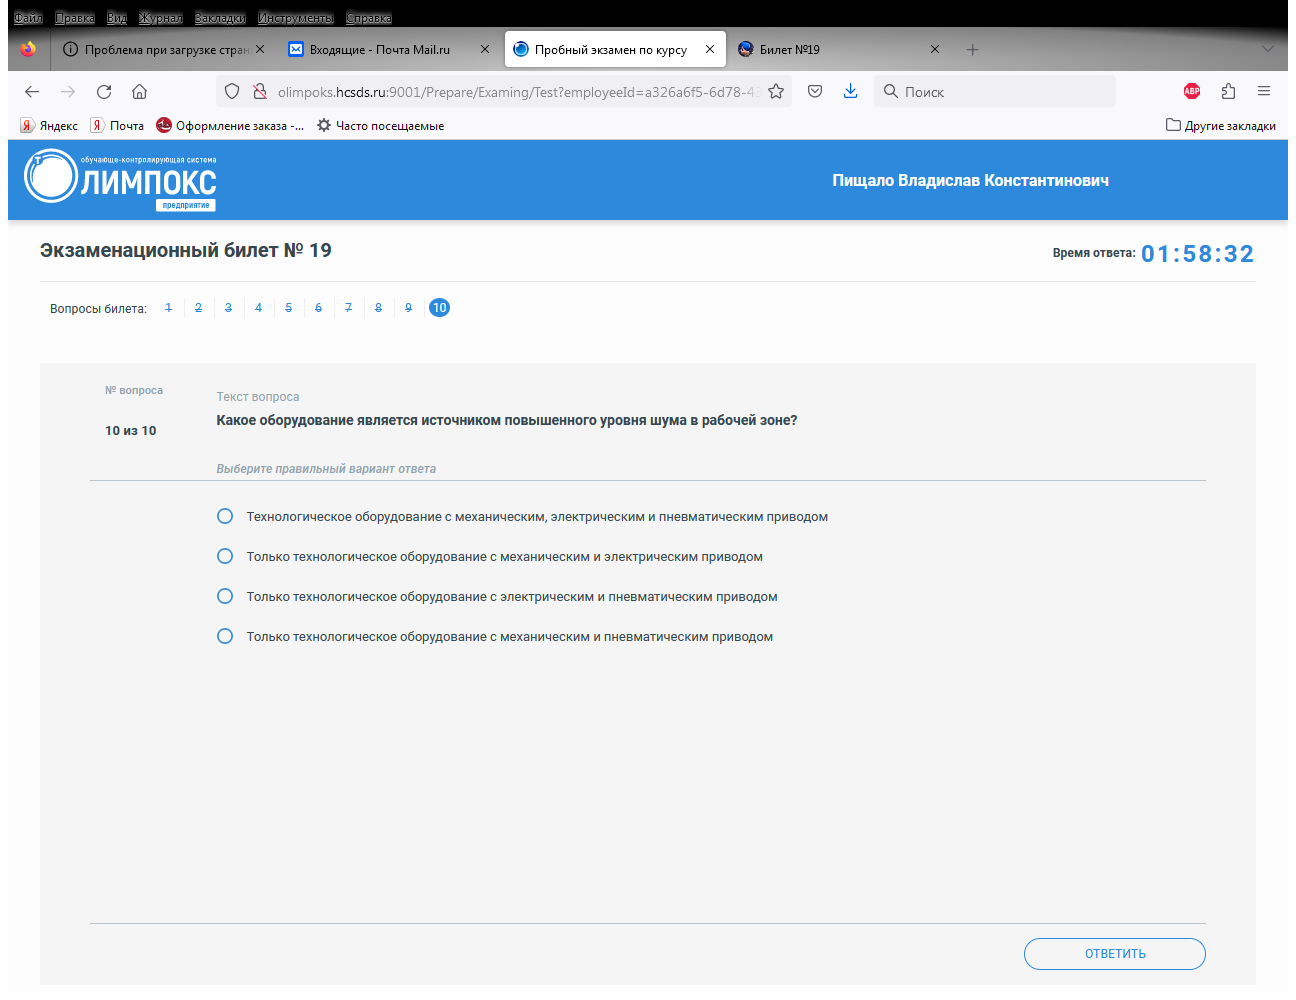 Файл Правка Вид Журнал Закладки Инструменты Справка
Проблема при загрузке стран
Входящие - Почта Mail.ru
Пробный экзамен по курсу
Билет №19
olimpoks.hcsds.ru:9001/Prepare/Examing/Test?employeeId=a326a6f5-6d78-43
ABP
Поиск
Яндекс
Почта
Оформление заказа -...
Часто посещаемые
Другие закладки
обучающе-контролирующая система
ОЛИМПОКС
предприятие
Пищало Владислав Константинович
Экзаменационный билет № 19
Время ответа: 01:58:32
Вопросы билета: 1 2 3 4 5 6 7 8 9 10
№ вопроса
10 из 10
Текст вопроса
Какое оборудование является источником повышенного уровня шума в рабочей зоне?
Выберите правильный вариант ответа
Технологическое оборудование с механическим, электрическим и пневматическим приводом
Только технологическое оборудование с механическим и электрическим приводом
Только технологическое оборудование с электрическим и пневматическим приводом
Только технологическое оборудование с механическим и пневматическим приводом
ОТВЕТИТЬ